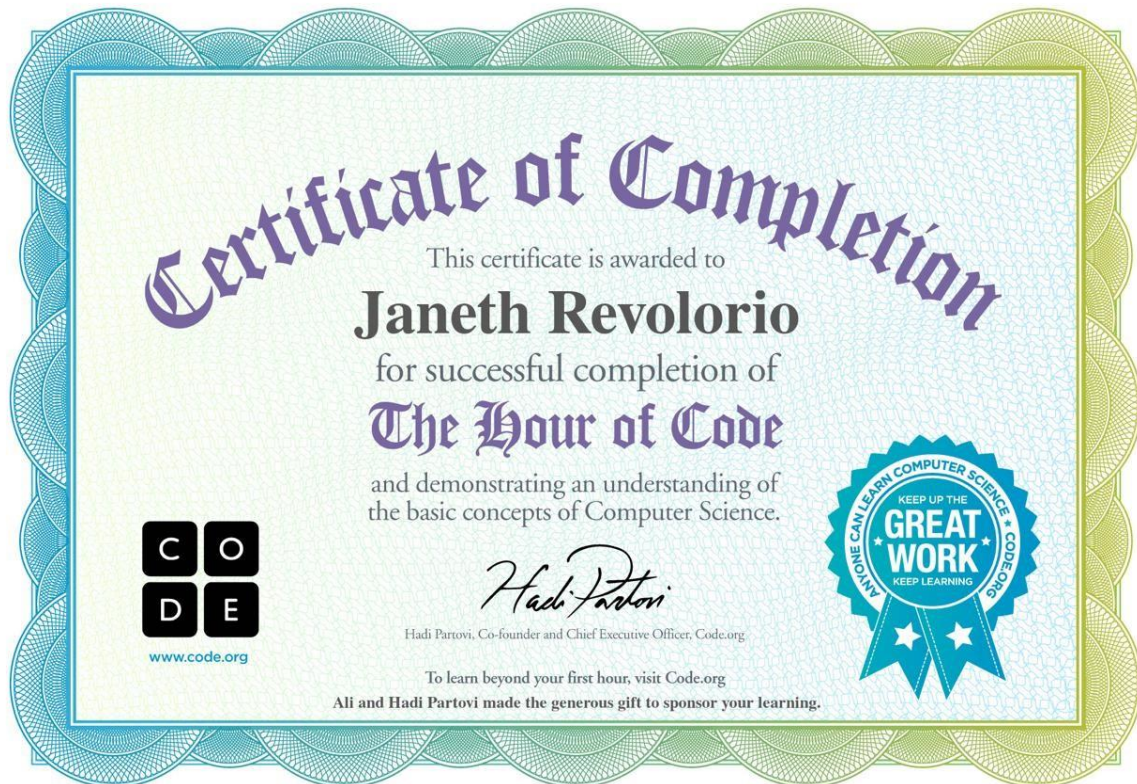 Certificate of Completion
This certificate is awarded to
Janeth Revolorio
for successful completion of
The Hour of Code
and demonstrating an understanding of
the basic concepts of Computer Science.
C O
D E
www.code.org
Hadi Partovi
Hadi Partovi, Co-founder and Chief Executive Officer, Code.org
ANYONE CAN LEARN COMPUTER SCIENCE ★ CODE.ORG
KEEP UP THE
GREAT
WORK
KEEP LEARNING
To learn beyond your first hour, visit Code.org
Ali and Hadi Partovi made the generous gift to sponsor your learning.